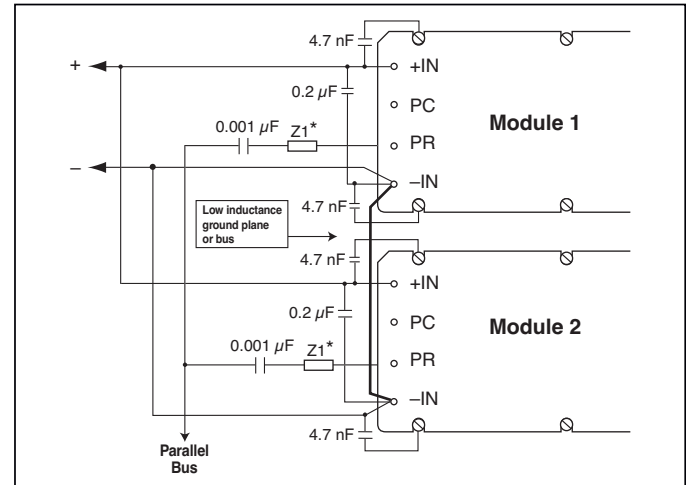 4.7 nF
+
+IN
0.2 µF
PC
Module 1
0.001 µF
Z1*
PR
–
–IN
4.7 nF
Low inductance
ground plane
or bus
4.7 nF
+IN
0.2 µF
PC
Module 2
0.001 µF
Z1*
PR
–IN
4.7 nF
Parallel
Bus